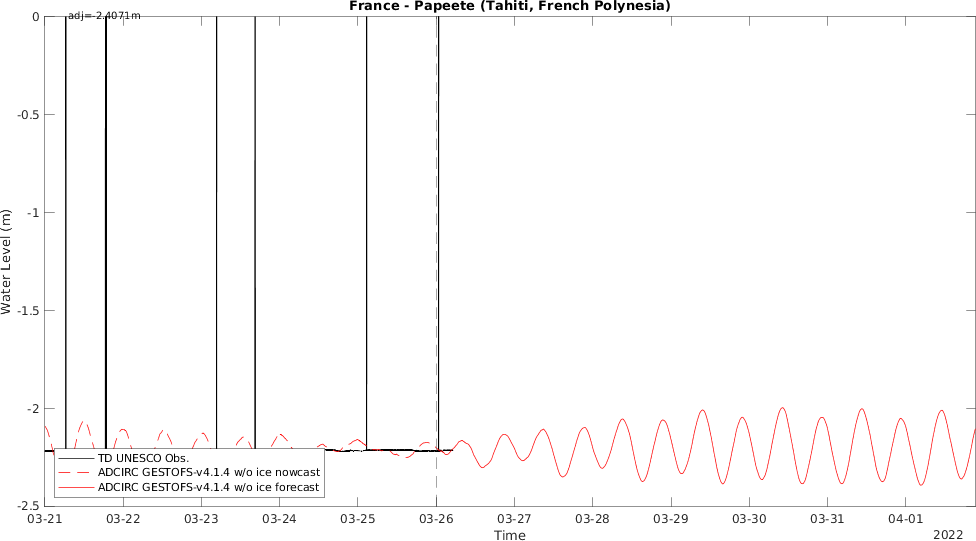 France - Papeete (Tahiti, French Polynesia)
adj=-2.4071m
0
-0.5
-1
-1.5
-2
-2.5
Water Level (m)
TD UNESCO Obs.
ADCIRC GESTOFS-v4.1.4 w/o ice nowcast
ADCIRC GESTOFS-v4.1.4 w/o ice forecast
03-21 03-22 03-23 03-24 03-25 03-26 03-27 03-28 03-29 03-30 03-31 04-01
Time
2022